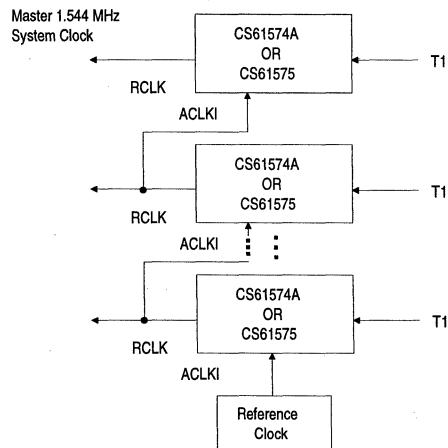 Master 1.544 MHz
System Clock
CS61574A
OR
CS61575
T1
RCLK
ACLKI
CS61574A
OR
CS61575
T1
RCLK
ACLKI
CS61574A
OR
CS61575
T1
RCLK
ACLKI
Reference
Clock